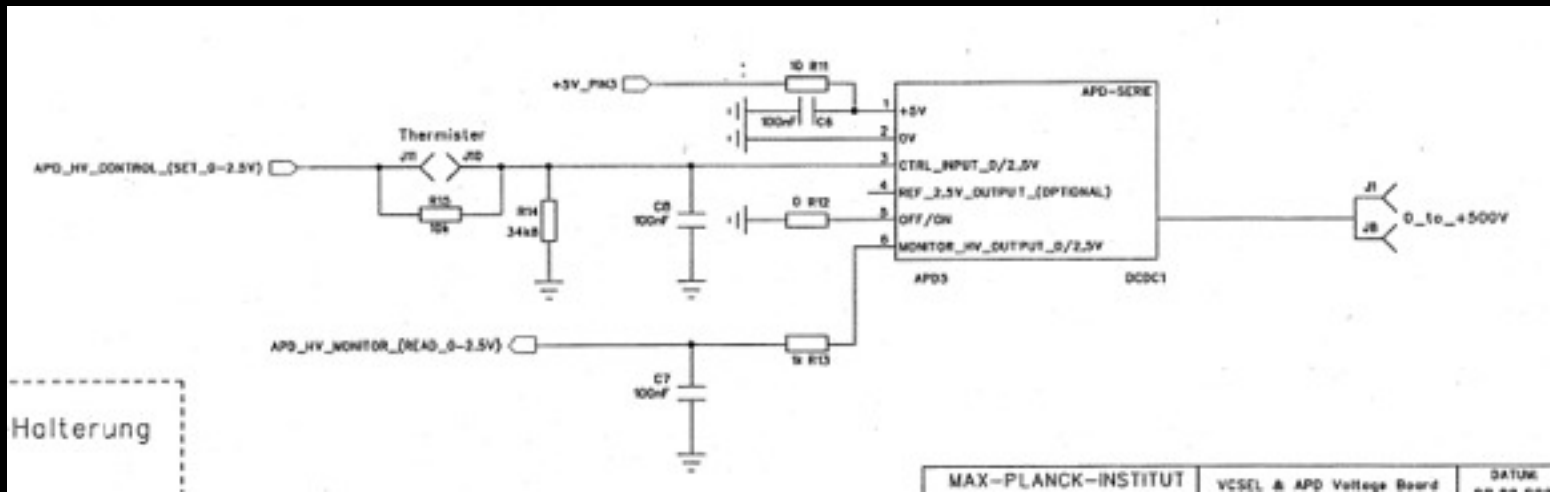 +5V_PIN3
10 R11
100nF C6
APD-SERIE
1 +5V
2 0V
3 CTRL_INPUT_0/2.5V
4 REF_2.5V_OUTPUT_(OPTIONAL)
5 OFF/ON
6 MONITOR_HV_OUTPUT_0/2.5V
APD5
DCDC1
Thermister
J11 J10
APD_HV_CONTROL_(SET_0-2.5V)
R15
10k
R14
34k8
C8
100nF
0 R12
J1
J8
0_to_+500V
APD_HV_MONITOR_(READ_0-2.5V)
1k R13
C7
100nF
Halterung
MAX-PLANCK-INSTITUT
VCSEL & APD Voltage Board
DATUM: